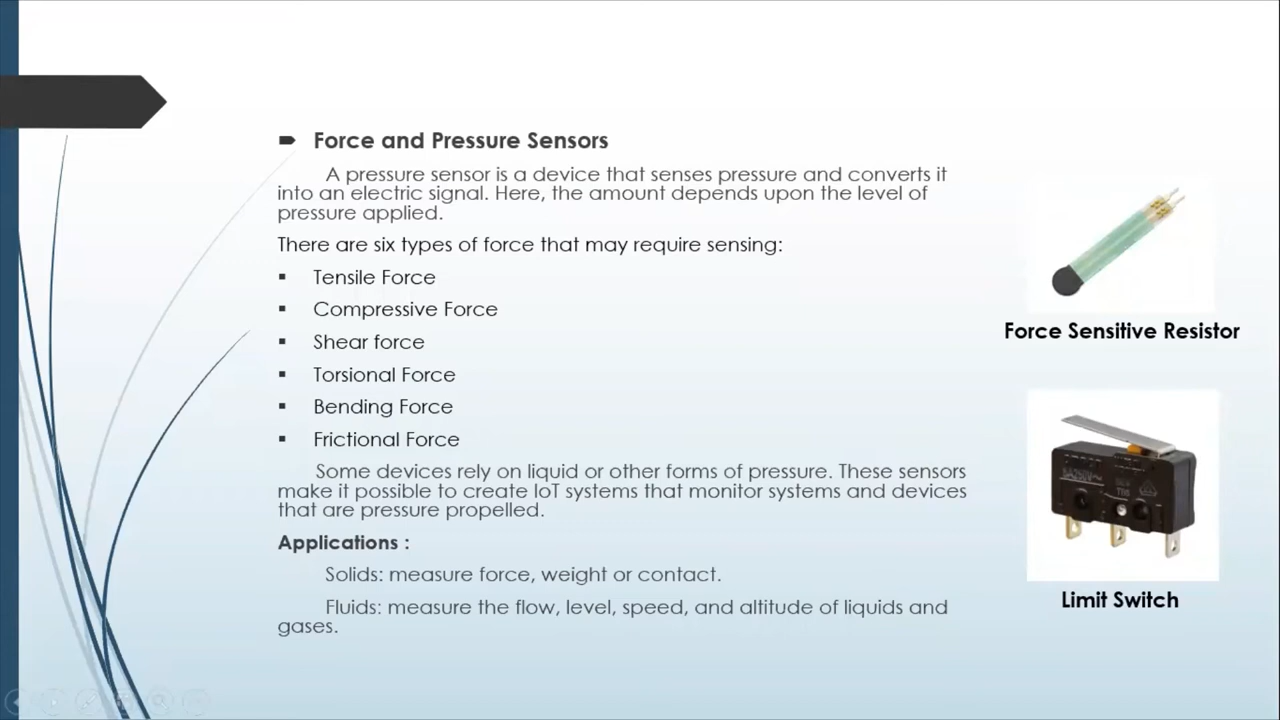 Force and Pressure Sensors
A pressure sensor is a device that senses pressure and converts it
into an electric signal. Here, the amount depends upon the level of
pressure applied.
There are six types of force that may require sensing:
Tensile Force
Compressive Force
Shear force
Torsional Force
Bending Force
Frictional Force
Some devices rely on liquid or other forms of pressure. These sensors
make it possible to create IoT systems that monitor systems and devices
that are pressure propelled.
Applications :
Solids: measure force, weight or contact.
Fluids: measure the flow, level, speed, and altitude of liquids and
gases.
Force Sensitive Resistor
Limit Switch